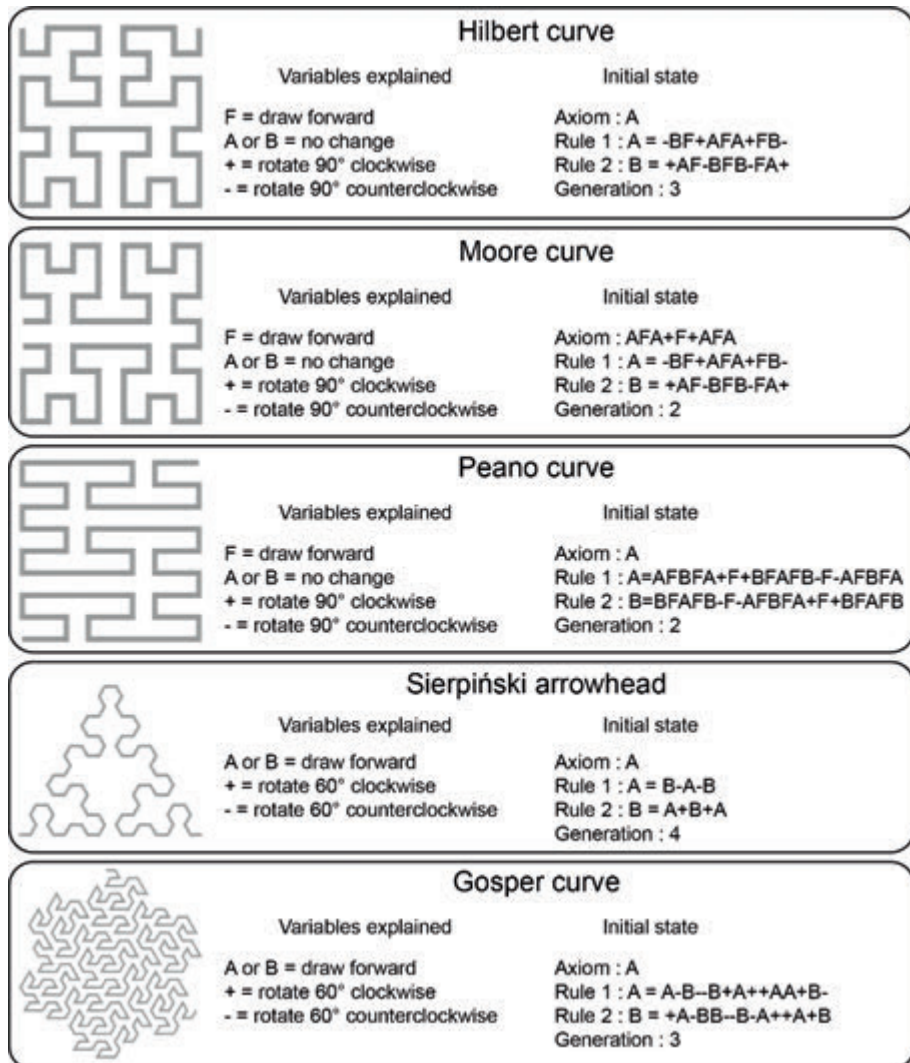 Hilbert curve
Variables explained
Initial state
F = draw forward
A or B = no change
+ = rotate 90° clockwise
- = rotate 90° counterclockwise
Axiom : A
Rule 1 : A = -BF+AFA+FB-
Rule 2 : B = +AF-BFB-FA+
Generation : 3
Moore curve
Variables explained
Initial state
F = draw forward
A or B = no change
+ = rotate 90° clockwise
- = rotate 90° counterclockwise
Axiom : AFA+F+AFA
Rule 1 : A = -BF+AFA+FB-
Rule 2 : B = +AF-BFB-FA+
Generation : 2
Peano curve
Variables explained
Initial state
F = draw forward
A or B = no change
+ = rotate 90° clockwise
- = rotate 90° counterclockwise
Axiom : A
Rule 1 : A=AFBFA+F+BFAFB-F-AFBFA
Rule 2 : B=BFAFB-F-AFBFA+F+BFAFB
Generation : 2
Sierpiński arrowhead
Variables explained
Initial state
A or B = draw forward
+ = rotate 60° clockwise
- = rotate 60° counterclockwise
Axiom : A
Rule 1 : A = B-A-B
Rule 2 : B = A+B+A
Generation : 4
Gosper curve
Variables explained
Initial state
A or B = draw forward
+ = rotate 60° clockwise
- = rotate 60° counterclockwise
Axiom : A
Rule 1 : A = A-B--B+A++AA+B-
Rule 2 : B = +A-BB--B-A++A+B
Generation : 3